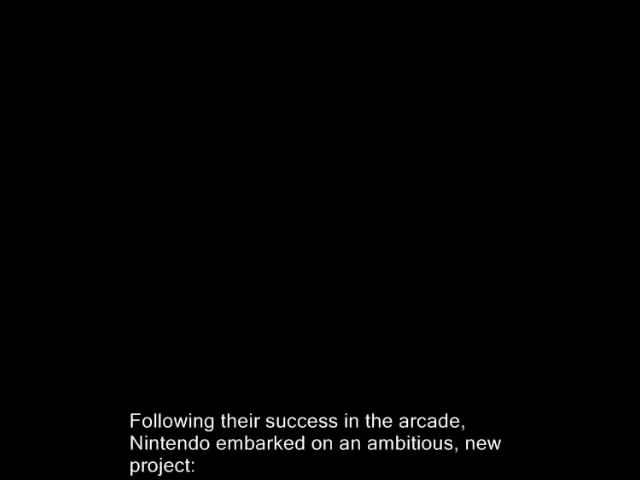 Following their success in the arcade,
Nintendo embarked on an ambitious, new
project: